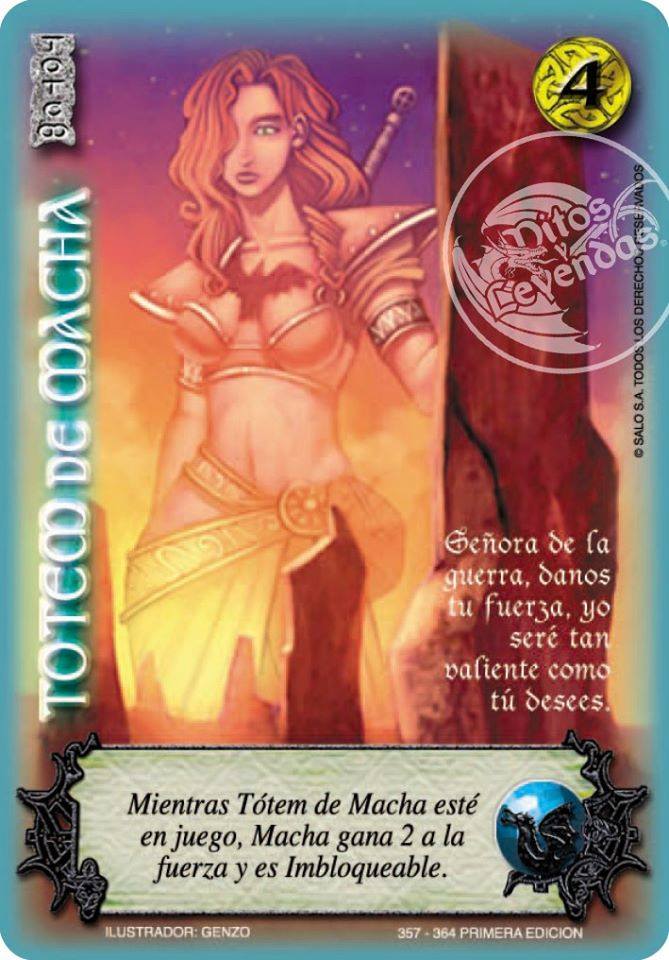 4
TOTEM DE MACHA
Mitos
Leyendas
© SALO S.A. TODOS LOS DERECHOS RESERVADOS
Señora de la
guerra, danos
tu fuerza, yo
seré tan
valiente como
tú desees.
Mientras Tótem de Macha esté
en juego, Macha gana 2 a la
fuerza y es Imbloqueable.
ILUSTRADOR: GENZO
357 - 364 PRIMERA EDICION